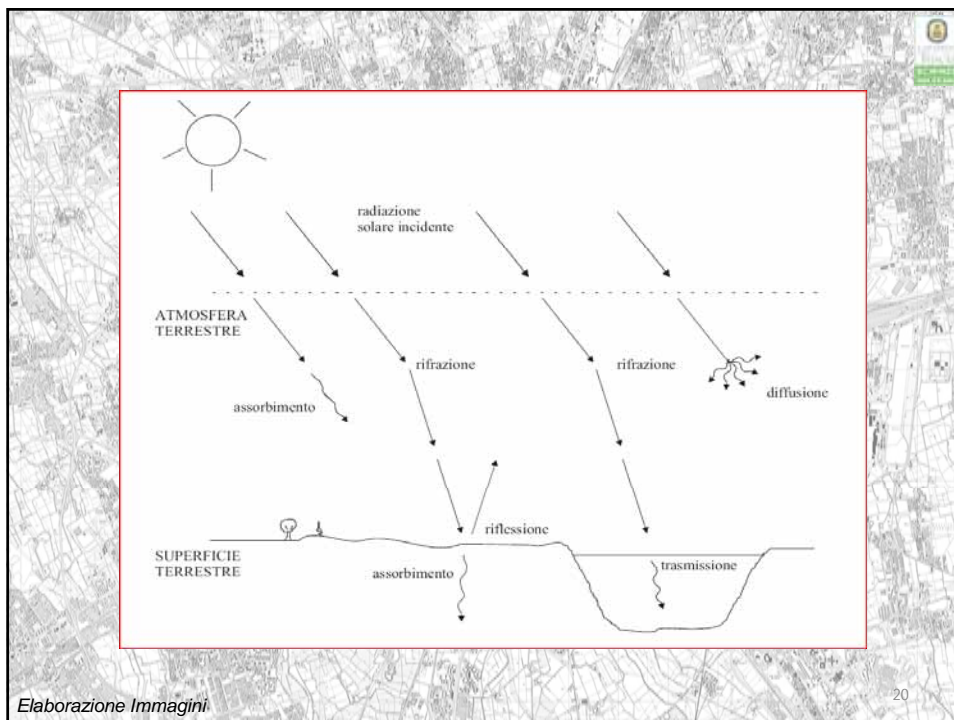 radiazione
solare incidente
ATMOSFERA
TERRESTRE
rifrazione
rifrazione
assorbimento
diffusione
riflessione
SUPERFICIE
TERRESTRE
assorbimento
trasmissione
Elaborazione Immagini
20